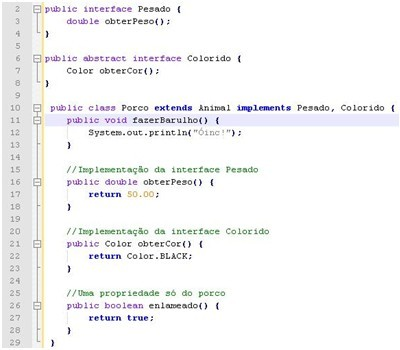 2 public interface Pesado {
3 double obterPeso();
4 }
5
6 public abstract interface Colorido {
7 Color obterCor();
8 }
9
10 public class Porco extends Animal implements Pesado, Colorido {
11 public void fazerBarulho() {
12 System.out.println("Óinc!");
13 }
14
15 //Implementação da interface Pesado
16 public double obterPeso() {
17 return 50.00;
18 }
19
20 //Implementação da interface Colorido
21 public Color obterCor() {
22 return Color.BLACK;
23 }
24
25 //Uma propriedade só do porco
26 public boolean enlameado() {
27 return true;
28 }
29 }